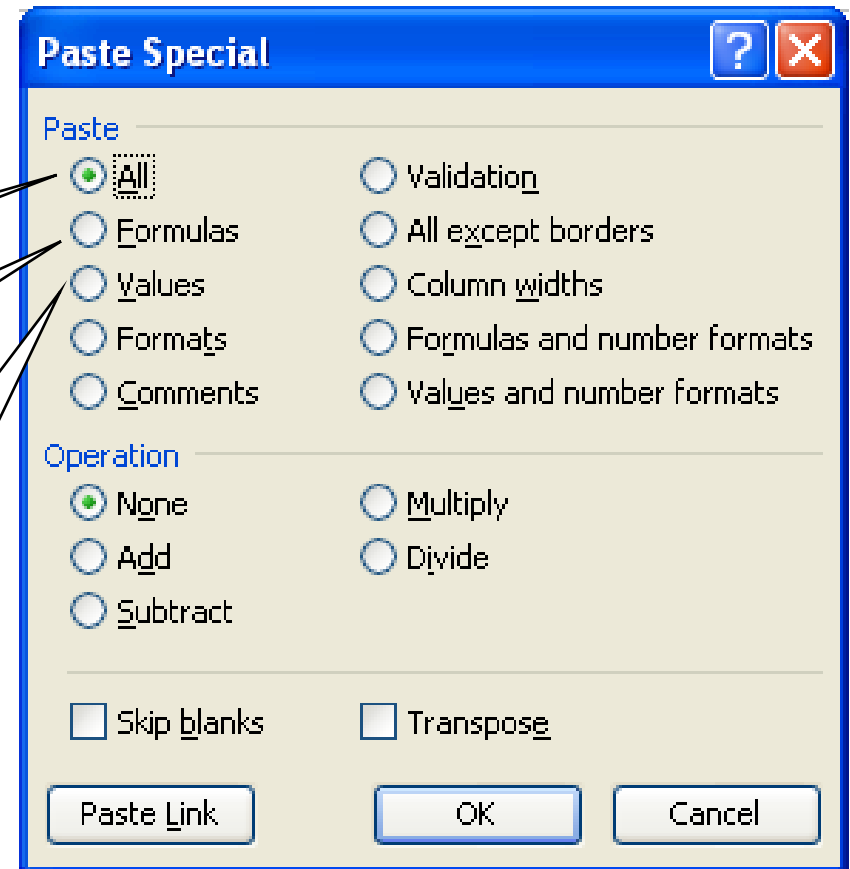 Paste Special
Paste
All
Validation
Formulas
All except borders
Values
Column widths
Formats
Formulas and number formats
Comments
Values and number formats
Operation
None
Multiply
Add
Divide
Subtract
Skip blanks
Transpose
Paste Link
OK
Cancel